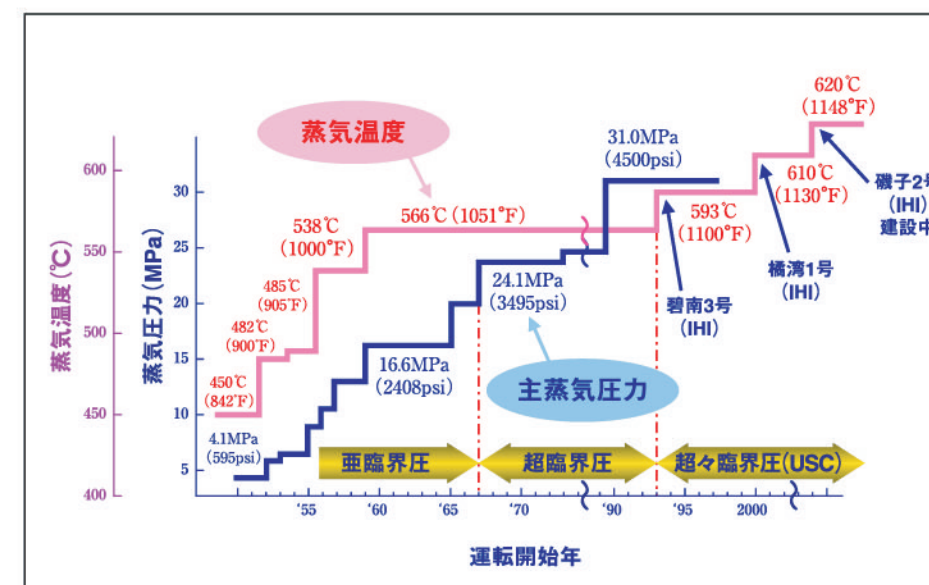 620℃
(1148°F)
蒸気温度
31.0MPa
(4500psi)
600
30
610℃
(1130°F)
磯子2号
(IHI)
建設中
538℃
(1000°F)
566℃(1051°F)
593℃
(1100°F)
550
25
485℃
(905°F)
24.1MPa
(3495psi)
橘湾1号
(IHI)
碧南3号
(IHI)
蒸気温度(℃)
蒸気圧力(MPa)
482℃
(900°F)
500
20
16.6MPa
(2408psi)
主蒸気圧力
15
450℃
(842°F)
450
10
4.1MPa
(595psi)
亜臨界圧
超臨界圧
超々臨界圧(USC)
5
400
'55
'60
'65
'70
'90
'95
2000
運転開始年